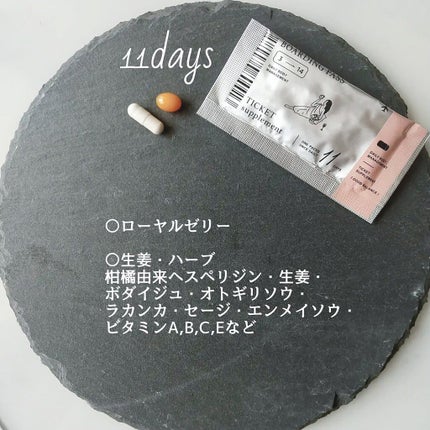 11days
BOARDING PASS
3 14
TICKET
supplement
11
○ローヤルゼリー
○生姜・ハーブ
柑橘由来ヘスペリジン・生姜・
ボダイジュ・オトギリソウ・
ラカンカ・セージ・エンメイソウ・
ビタミンA,B,C,Eなど